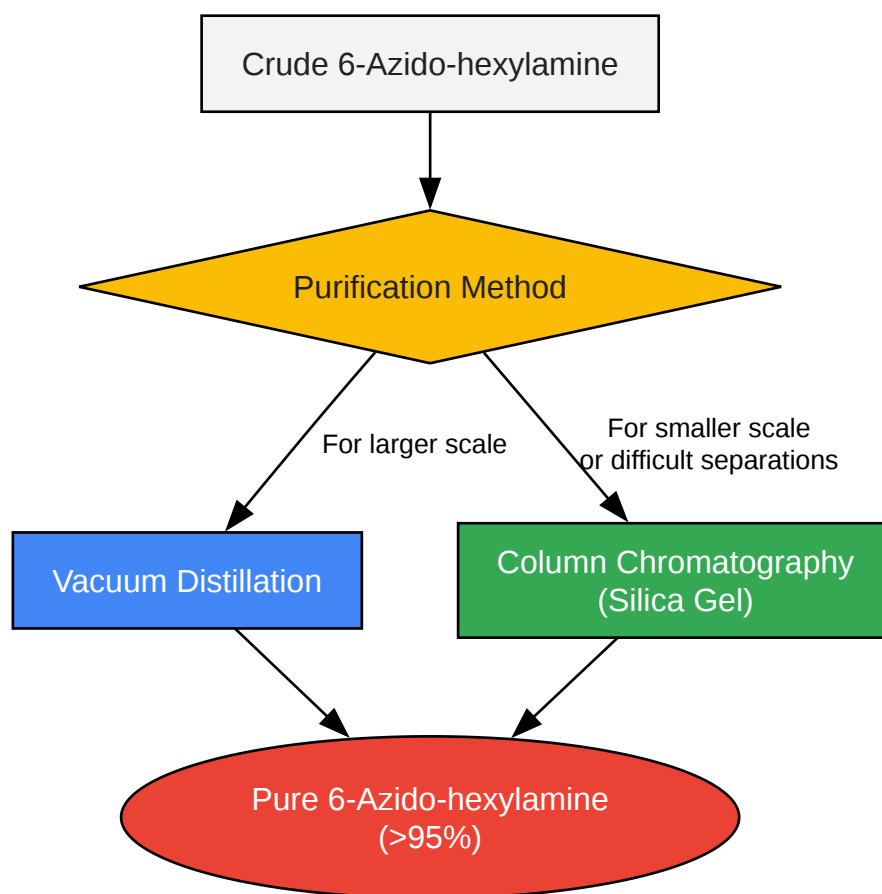 Crude 6-Azido-hexylamine
Purification Method
For larger scale
For smaller scale
or difficult separations
Vacuum Distillation
Column Chromatography
(Silica Gel)
Pure 6-Azido-hexylamine
(>95%)